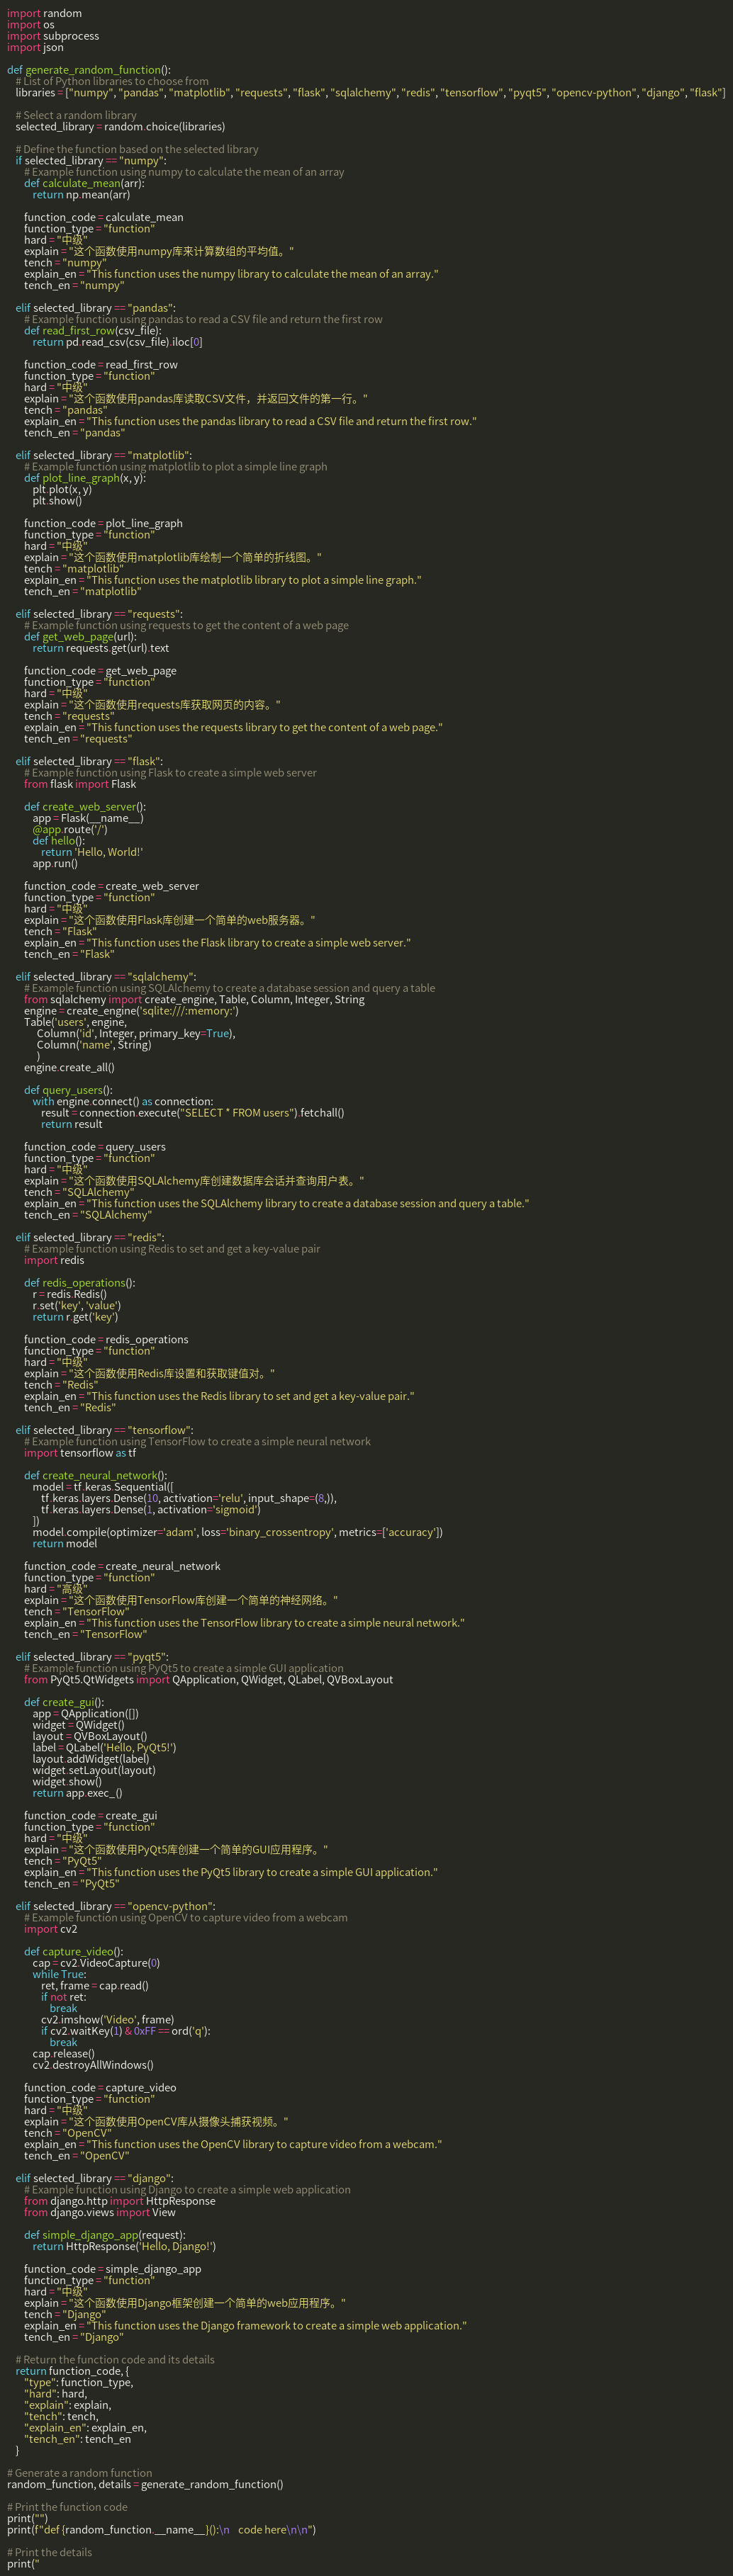 import random
import os
import subprocess
import json

def generate_random_function():
    # List of Python libraries to choose from
    libraries = ["numpy", "pandas", "matplotlib", "requests", "flask", "sqlalchemy", "redis", "tensorflow", "pyqt5", "opencv-python", "django", "flask"]

    # Select a random library
    selected_library = random.choice(libraries)

    # Define the function based on the selected library
    if selected_library == "numpy":
        # Example function using numpy to calculate the mean of an array
        def calculate_mean(arr):
            return np.mean(arr)

        function_code = calculate_mean
        function_type = "function"
        hard = "中级"
        explain = "这个函数使用numpy库来计算数组的平均值。"
        tench = "numpy"
        explain_en = "This function uses the numpy library to calculate the mean of an array."
        tench_en = "numpy"

    elif selected_library == "pandas":
        # Example function using pandas to read a CSV file and return the first row
        def read_first_row(csv_file):
            return pd.read_csv(csv_file).iloc[0]

        function_code = read_first_row
        function_type = "function"
        hard = "中级"
        explain = "这个函数使用pandas库读取CSV文件，并返回文件的第一行。"
        tench = "pandas"
        explain_en = "This function uses the pandas library to read a CSV file and return the first row."
        tench_en = "pandas"

    elif selected_library == "matplotlib":
        # Example function using matplotlib to plot a simple line graph
        def plot_line_graph(x, y):
            plt.plot(x, y)
            plt.show()

        function_code = plot_line_graph
        function_type = "function"
        hard = "中级"
        explain = "这个函数使用matplotlib库绘制一个简单的折线图。"
        tench = "matplotlib"
        explain_en = "This function uses the matplotlib library to plot a simple line graph."
        tench_en = "matplotlib"

    elif selected_library == "requests":
        # Example function using requests to get the content of a web page
        def get_web_page(url):
            return requests.get(url).text

        function_code = get_web_page
        function_type = "function"
        hard = "中级"
        explain = "这个函数使用requests库获取网页的内容。"
        tench = "requests"
        explain_en = "This function uses the requests library to get the content of a web page."
        tench_en = "requests"

    elif selected_library == "flask":
        # Example function using Flask to create a simple web server
        from flask import Flask

        def create_web_server():
            app = Flask(__name__)
            @app.route('/')
            def hello():
                return 'Hello, World!'
            app.run()

        function_code = create_web_server
        function_type = "function"
        hard = "中级"
        explain = "这个函数使用Flask库创建一个简单的web服务器。"
        tench = "Flask"
        explain_en = "This function uses the Flask library to create a simple web server."
        tench_en = "Flask"

    elif selected_library == "sqlalchemy":
        # Example function using SQLAlchemy to create a database session and query a table
        from sqlalchemy import create_engine, Table, Column, Integer, String
        engine = create_engine('sqlite:///:memory:')
        Table('users', engine,
              Column('id', Integer, primary_key=True),
              Column('name', String)
              )
        engine.create_all()

        def query_users():
            with engine.connect() as connection:
                result = connection.execute("SELECT * FROM users").fetchall()
                return result

        function_code = query_users
        function_type = "function"
        hard = "中级"
        explain = "这个函数使用SQLAlchemy库创建数据库会话并查询用户表。"
        tench = "SQLAlchemy"
        explain_en = "This function uses the SQLAlchemy library to create a database session and query a table."
        tench_en = "SQLAlchemy"

    elif selected_library == "redis":
        # Example function using Redis to set and get a key-value pair
        import redis

        def redis_operations():
            r = redis.Redis()
            r.set('key', 'value')
            return r.get('key')

        function_code = redis_operations
        function_type = "function"
        hard = "中级"
        explain = "这个函数使用Redis库设置和获取键值对。"
        tench = "Redis"
        explain_en = "This function uses the Redis library to set and get a key-value pair."
        tench_en = "Redis"

    elif selected_library == "tensorflow":
        # Example function using TensorFlow to create a simple neural network
        import tensorflow as tf

        def create_neural_network():
            model = tf.keras.Sequential([
                tf.keras.layers.Dense(10, activation='relu', input_shape=(8,)),
                tf.keras.layers.Dense(1, activation='sigmoid')
            ])
            model.compile(optimizer='adam', loss='binary_crossentropy', metrics=['accuracy'])
            return model

        function_code = create_neural_network
        function_type = "function"
        hard = "高级"
        explain = "这个函数使用TensorFlow库创建一个简单的神经网络。"
        tench = "TensorFlow"
        explain_en = "This function uses the TensorFlow library to create a simple neural network."
        tench_en = "TensorFlow"

    elif selected_library == "pyqt5":
        # Example function using PyQt5 to create a simple GUI application
        from PyQt5.QtWidgets import QApplication, QWidget, QLabel, QVBoxLayout

        def create_gui():
            app = QApplication([])
            widget = QWidget()
            layout = QVBoxLayout()
            label = QLabel('Hello, PyQt5!')
            layout.addWidget(label)
            widget.setLayout(layout)
            widget.show()
            return app.exec_()

        function_code = create_gui
        function_type = "function"
        hard = "中级"
        explain = "这个函数使用PyQt5库创建一个简单的GUI应用程序。"
        tench = "PyQt5"
        explain_en = "This function uses the PyQt5 library to create a simple GUI application."
        tench_en = "PyQt5"

    elif selected_library == "opencv-python":
        # Example function using OpenCV to capture video from a webcam
        import cv2

        def capture_video():
            cap = cv2.VideoCapture(0)
            while True:
                ret, frame = cap.read()
                if not ret:
                    break
                cv2.imshow('Video', frame)
                if cv2.waitKey(1) & 0xFF == ord('q'):
                    break
            cap.release()
            cv2.destroyAllWindows()

        function_code = capture_video
        function_type = "function"
        hard = "中级"
        explain = "这个函数使用OpenCV库从摄像头捕获视频。"
        tench = "OpenCV"
        explain_en = "This function uses the OpenCV library to capture video from a webcam."
        tench_en = "OpenCV"

    elif selected_library == "django":
        # Example function using Django to create a simple web application
        from django.http import HttpResponse
        from django.views import View

        def simple_django_app(request):
            return HttpResponse('Hello, Django!')

        function_code = simple_django_app
        function_type = "function"
        hard = "中级"
        explain = "这个函数使用Django框架创建一个简单的web应用程序。"
        tench = "Django"
        explain_en = "This function uses the Django framework to create a simple web application."
        tench_en = "Django"

    # Return the function code and its details
    return function_code, {
        "type": function_type,
        "hard": hard,
        "explain": explain,
        "tench": tench,
        "explain_en": explain_en,
        "tench_en": tench_en
    }

# Generate a random function
random_function, details = generate_random_function()

# Print the function code
print("")
print(f"def {random_function.__name__}():\n    code here\n\n")

# Print the details
print("